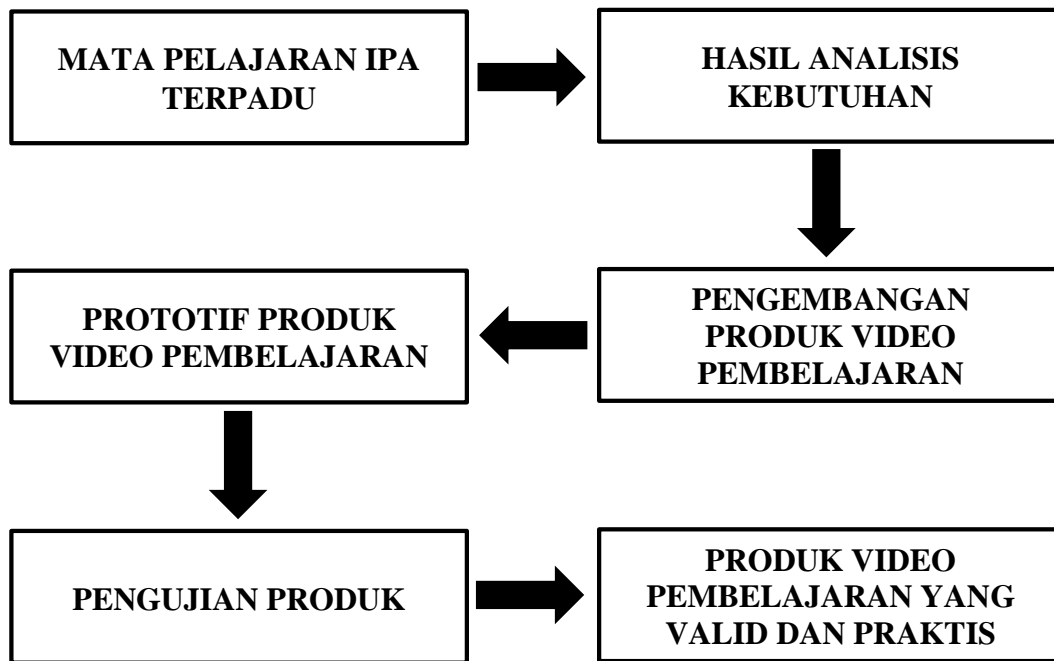 MATA PELAJARAN IPA
TERPADU
HASIL ANALISIS
KEBUTUHAN
PENGEMBANGAN
PRODUK VIDEO
PEMBELAJARAN
PROTOTIF PRODUK
VIDEO PEMBELAJARAN
PENGUJIAN PRODUK
PRODUK VIDEO
PEMBELAJARAN YANG
VALID DAN PRAKTIS